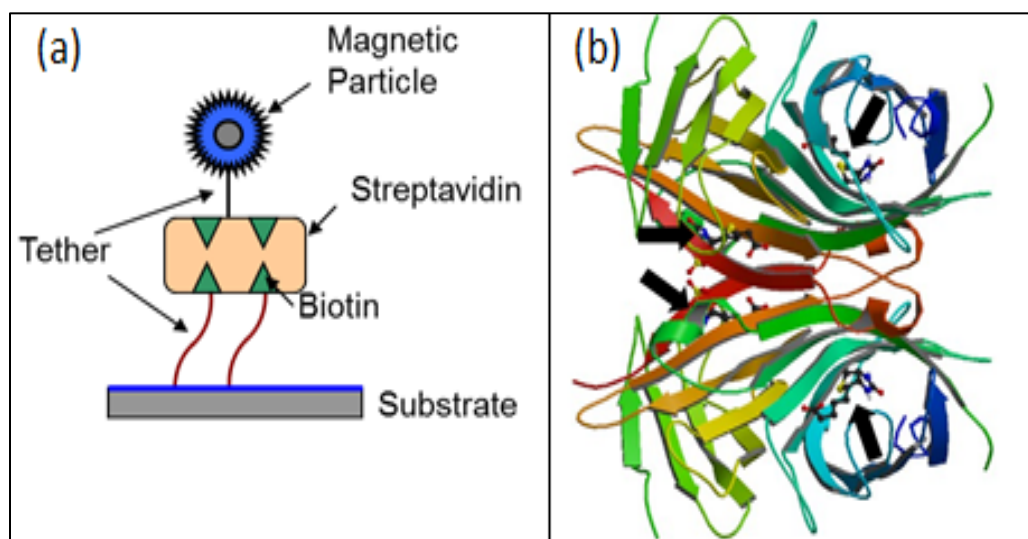 (a)
Magnetic
Particle
Streptavidin
Tether
Biotin
Substrate
(b)